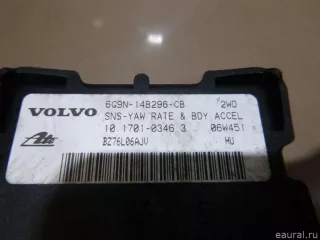 6G9N-14B296-CB 2WD
VOLVO SNS-YAW RATE & BDY ACCEL
10 1701-0346 3 06W451
Ate BZ76L06AJV HU
eaural.ru